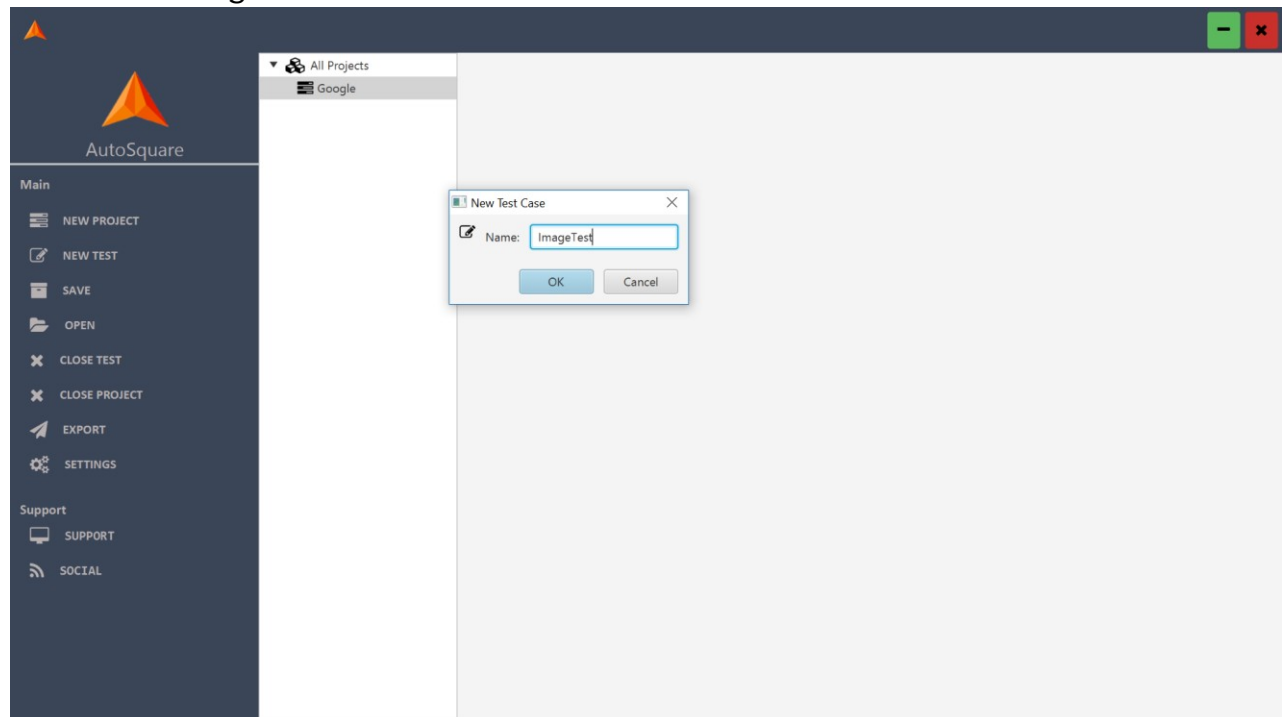 All Projects
Google
AutoSquare
Main
NEW PROJECT
NEW TEST
SAVE
OPEN
CLOSE TEST
CLOSE PROJECT
EXPORT
SETTINGS
Support
SUPPORT
SOCIAL
New Test Case
Name: ImageTest
OK Cancel